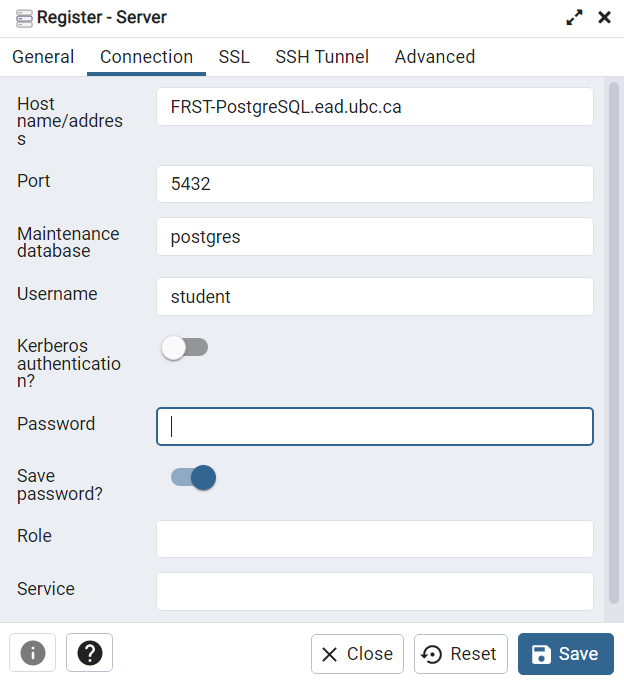 Register - Server
General Connection SSL SSH Tunnel Advanced
Host
name/addres
s
FRST-PostgreSQL.ead.ubc.ca
Port
5432
Maintenance
database
postgres
Username
student
Kerberos
authenticatio
n?
Password
Save
password?
Role
Service
Close Reset Save